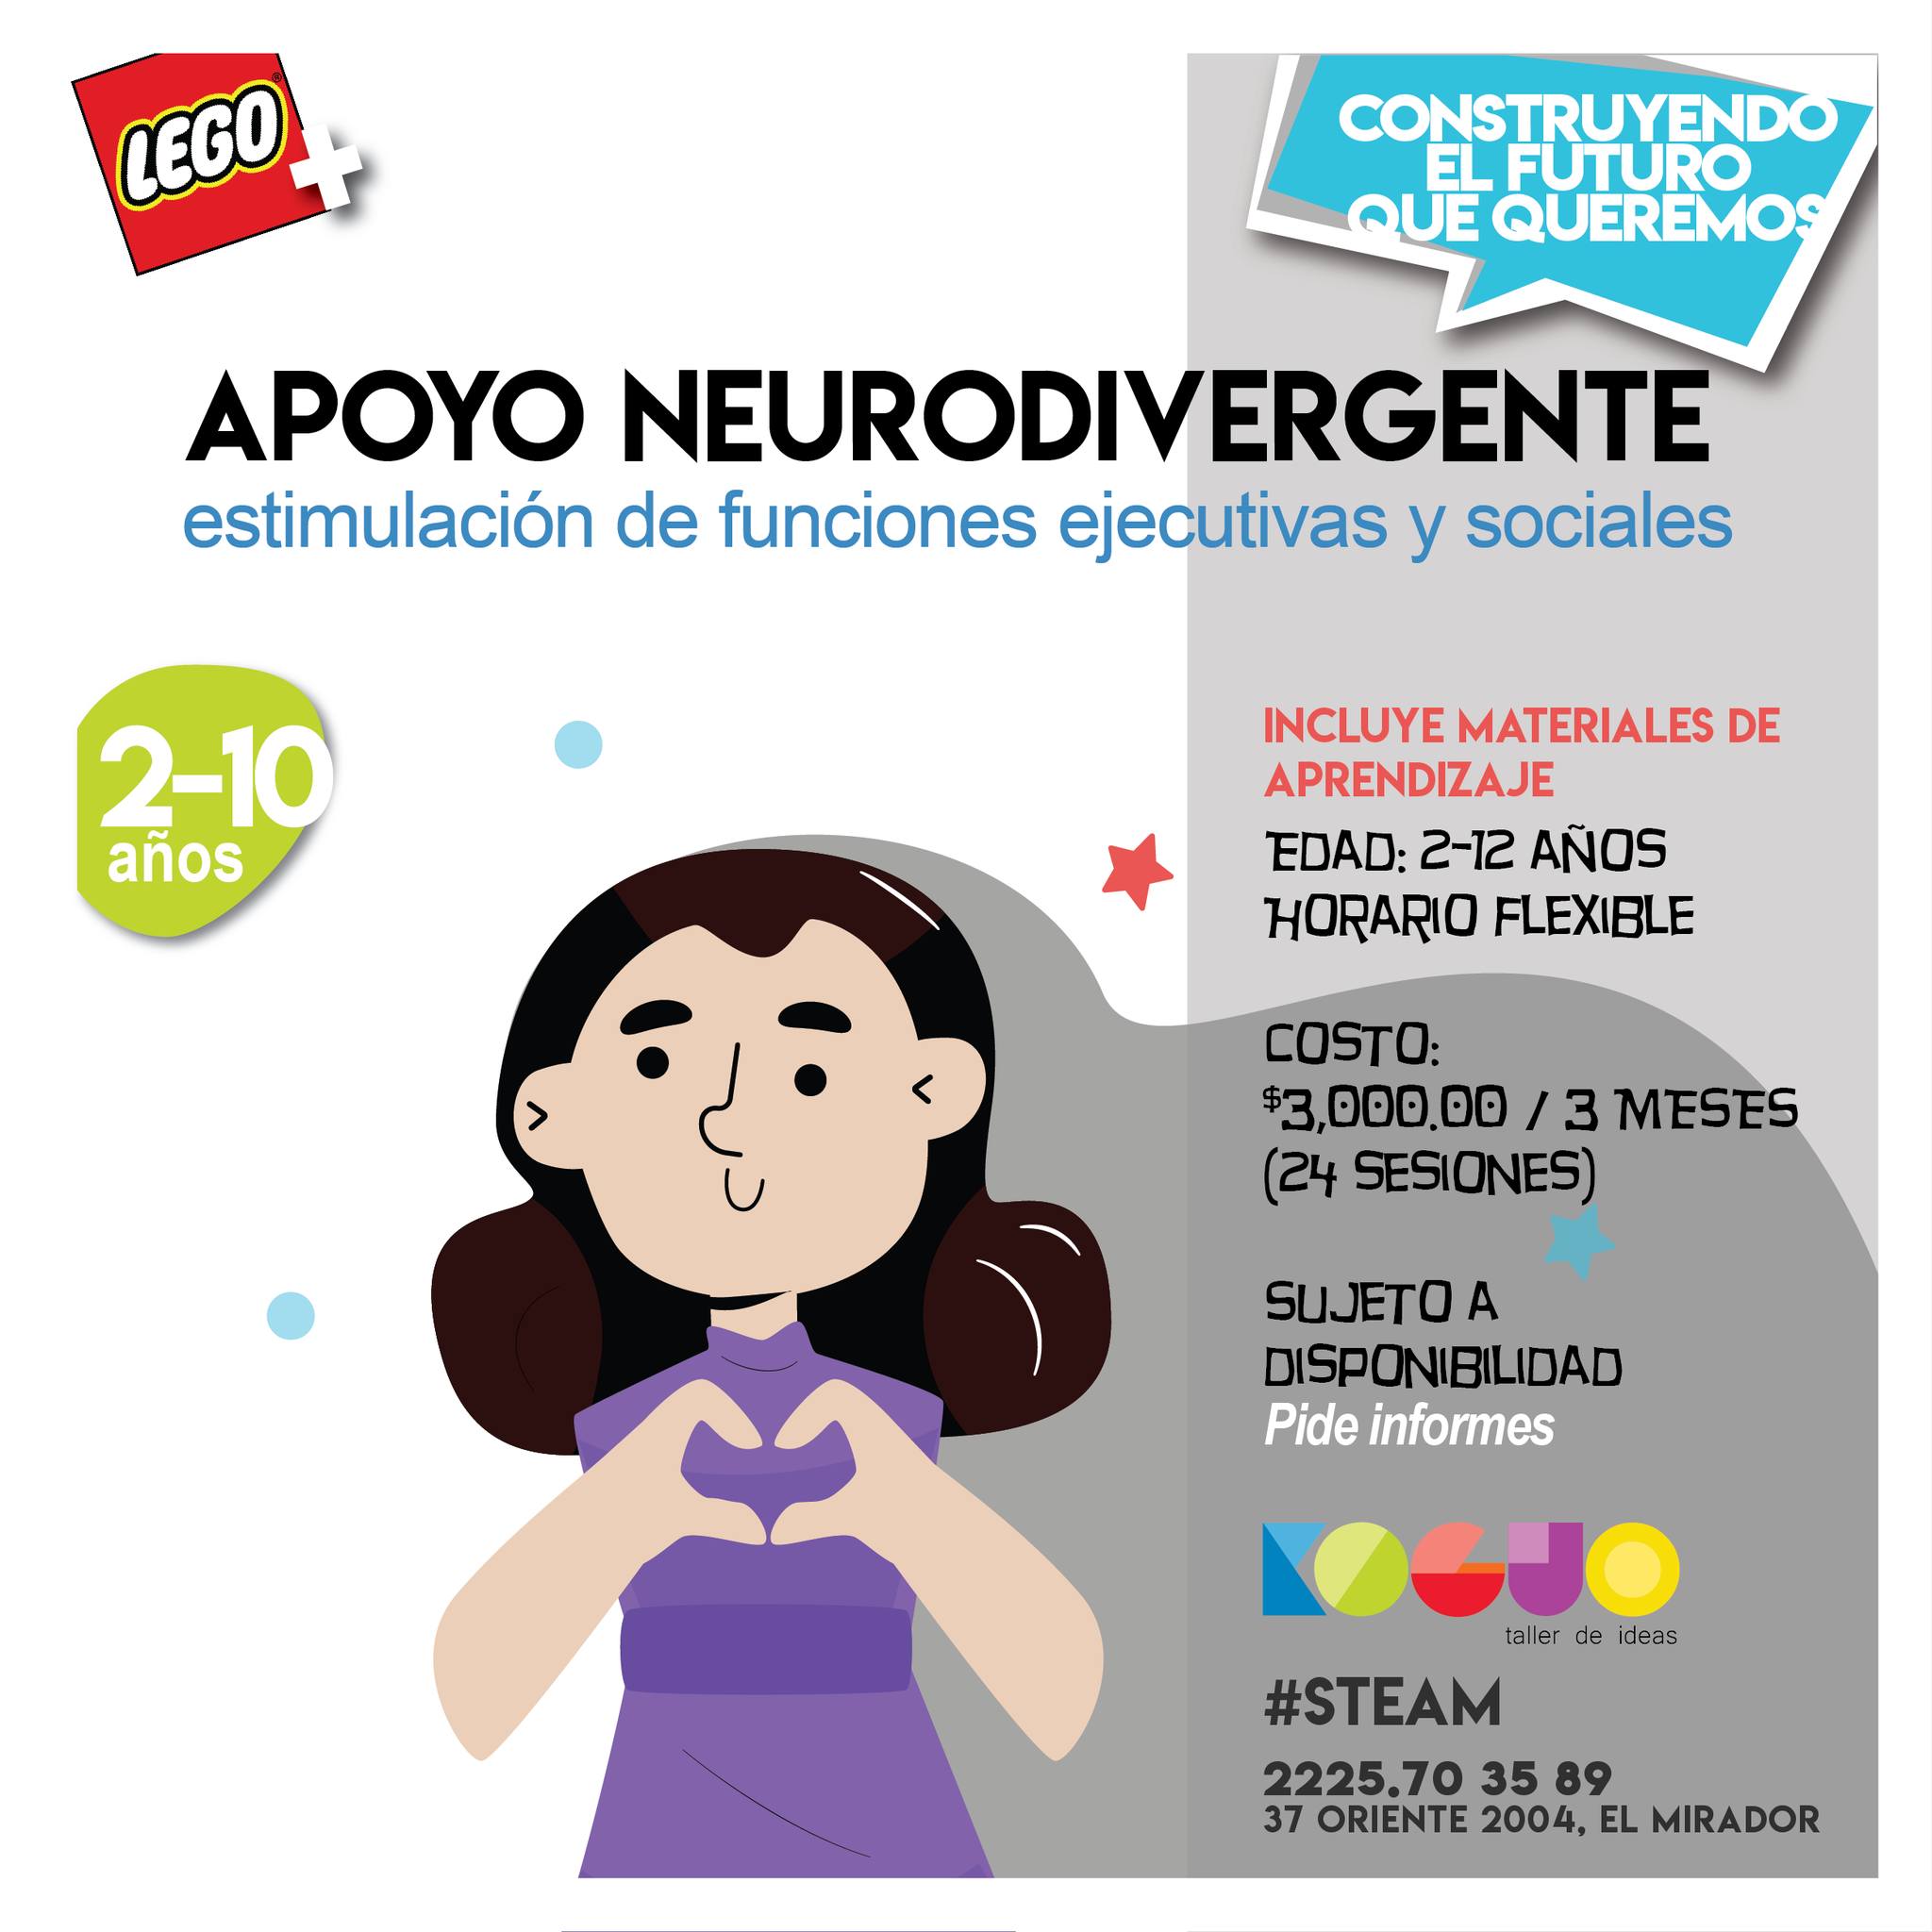 LEGO®
+
CONSTRUYENDO
EL FUTURO
QUE QUEREMOS
APOYO NEURODIVERGENTE
estimulación de funciones ejecutivas y sociales
2-10
años
INCLUYE MATERIALES DE
APRENDIZAJE
EDAD: 2-12 AÑOS
HORARIO FLEXIBLE
COSTO:
$3,000.00 / 3 MESES
(24 SESIONES)
SUJETO A
DISPONIBILIDAD
Pide informes
KOGUO
taller de ideas
#STEAM
2225.70 35 89
37 ORIENTE 2004, EL MIRADOR